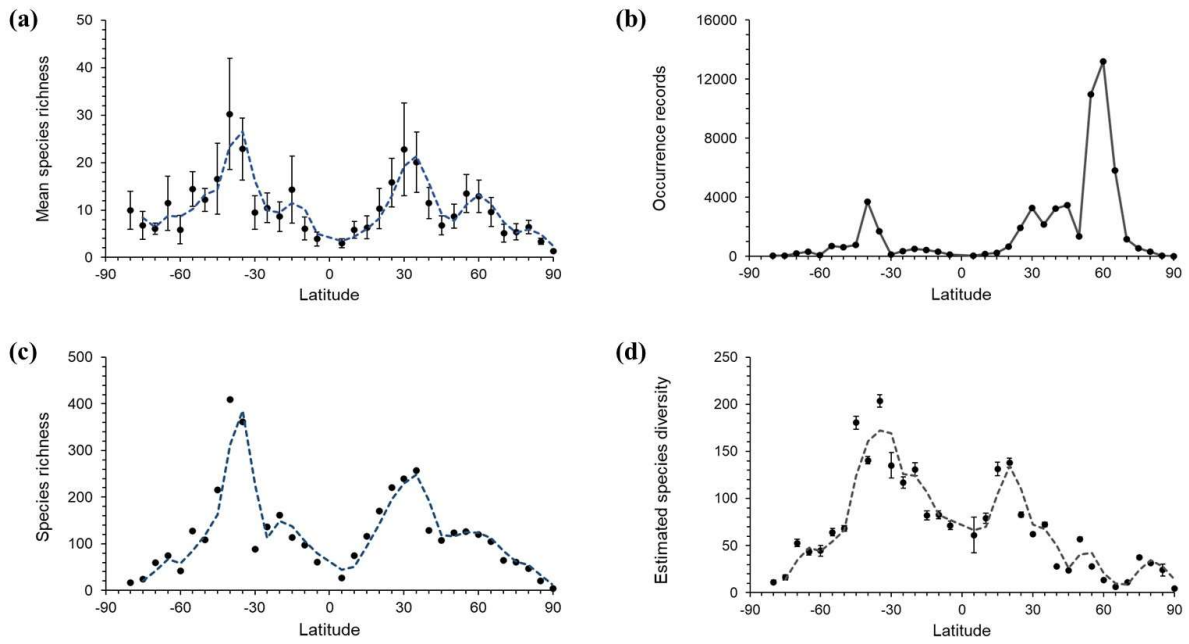 (a)
50
40
30
20
10
0
Mean species richness
-90 -60 -30 0 30 60 90
Latitude
(b)
16000
12000
8000
4000
0
Occurrence records
-90 -60 -30 0 30 60 90
Latitude
(c)
500
400
300
200
100
0
Species richness
-90 -60 -30 0 30 60 90
Latitude
(d)
250
200
150
100
50
0
Estimated species diversity
-90 -60 -30 0 30 60 90
Latitude